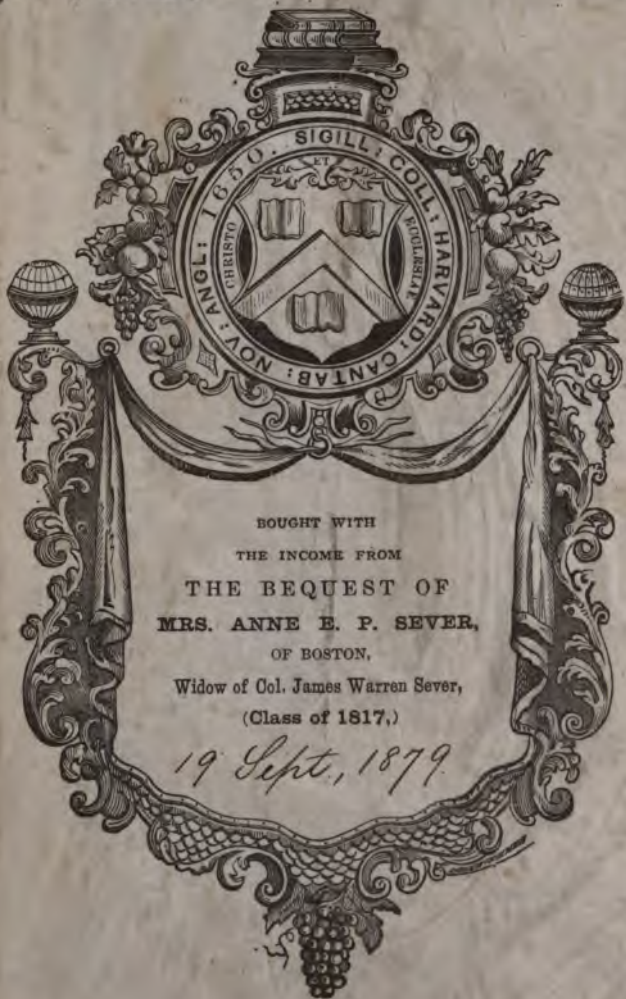 SIGILL: COLL: HARVARD: CANTAB: NOV: ANGL: 1650.
ET
CHRISTO
ECCLESIAE
BOUGHT WITH
THE INCOME FROM
THE BEQUEST OF
MRS. ANNE E. P. SEVER,
OF BOSTON,
Widow of Col. James Warren Sever,
(Class of 1817,)
19 Sept., 1879.